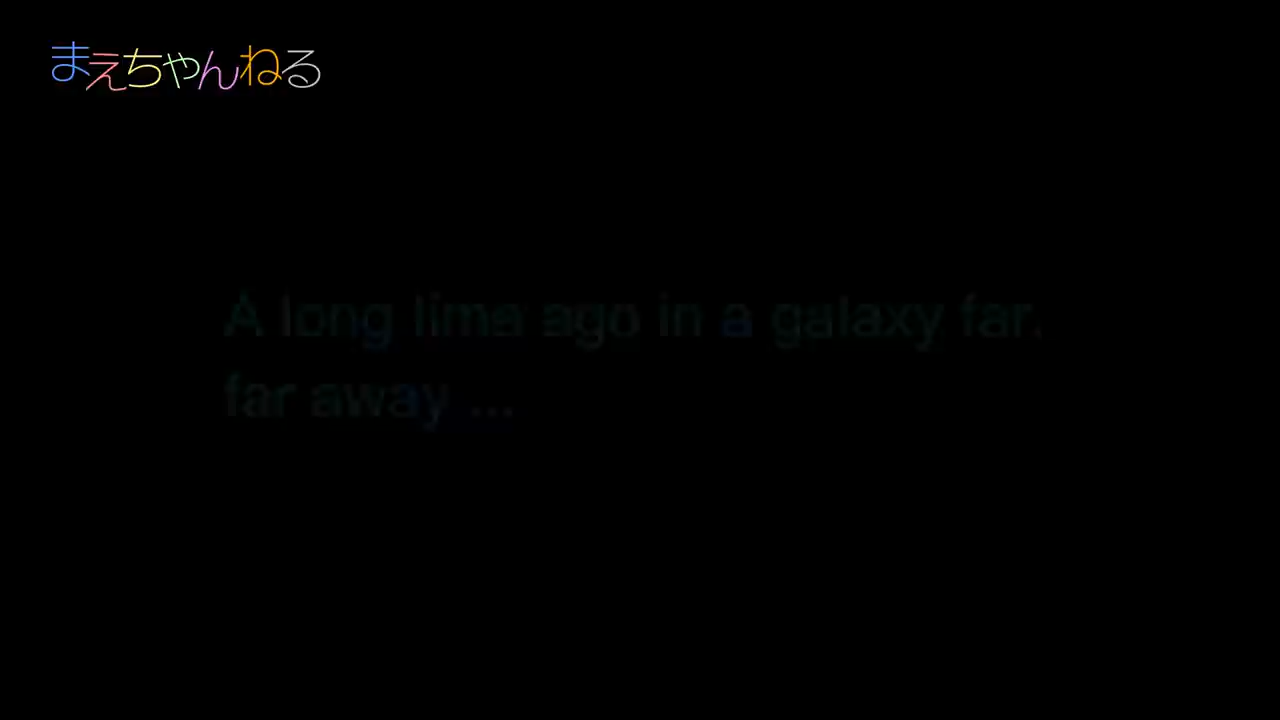 まえちゃんねる
A long time ago in a galaxy far,
far away ...